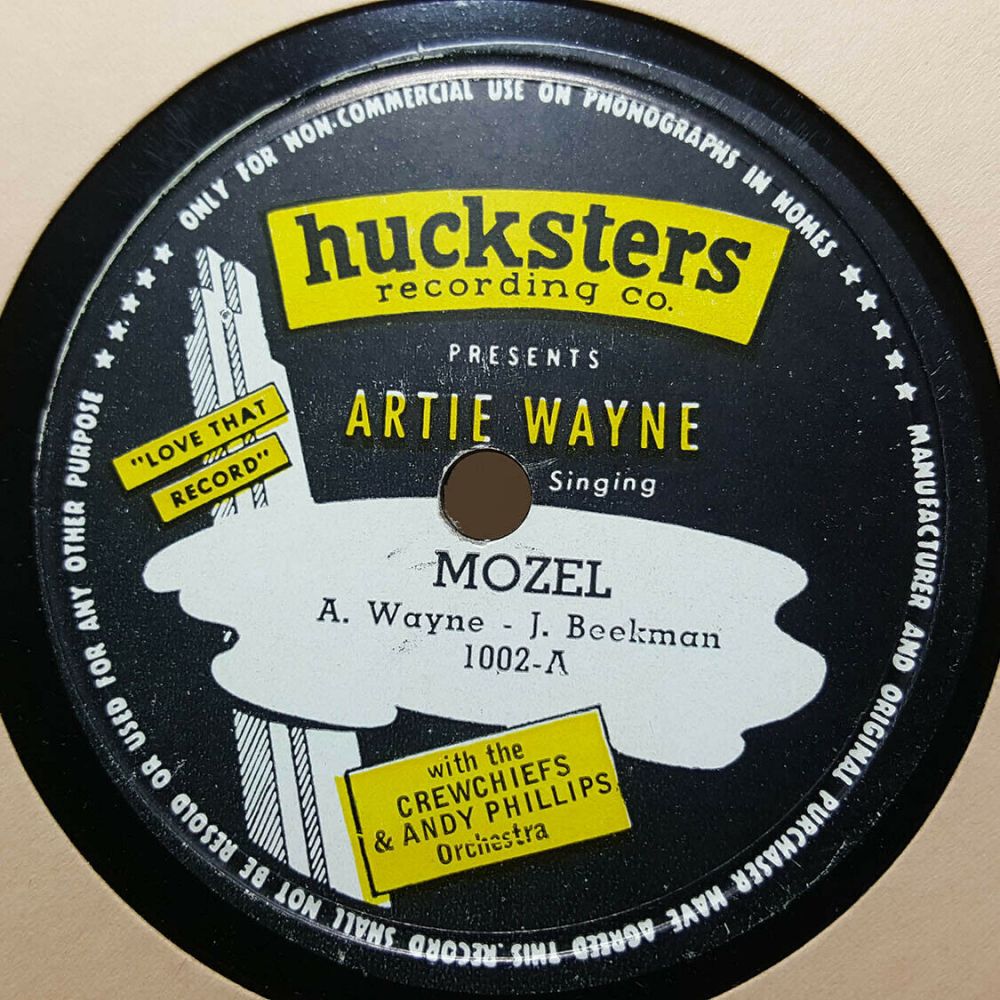 ONLY FOR NON-COMMERCIAL USE ON PHONOGRAPHS IN HOMES
hucksters
recording co.
PRESENTS
ARTIE WAYNE
Singing
"LOVE THAT
RECORD"
MOZEL
A. Wayne - J. Beekman
1002-A
with the
CREWCHIEFS
& ANDY PHILLIPS
Orchestra
MANUFACTURER AND ORIGINAL PURCHASER HAVE AGREED THIS RECORD SHALL NOT BE RESOLD OR USED FOR ANY OTHER PURPOSE